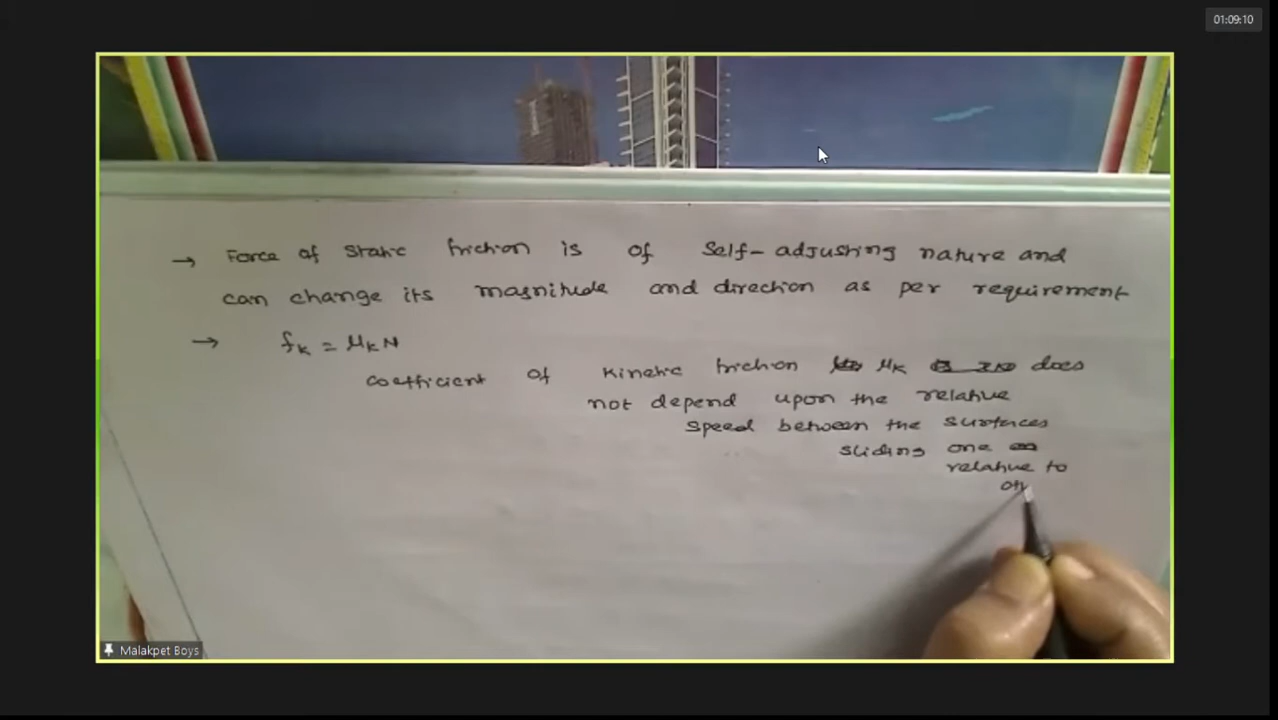 01:09:10
→ Force of Static friction is of Self-adjusting nature and
can change its magnitude and direction as per requirement
→ fk = μkN
Coefficient of kinetic friction μk does
not depend upon the relative
speed between the surfaces
sliding one
relative to
oth
Malakpet Boys